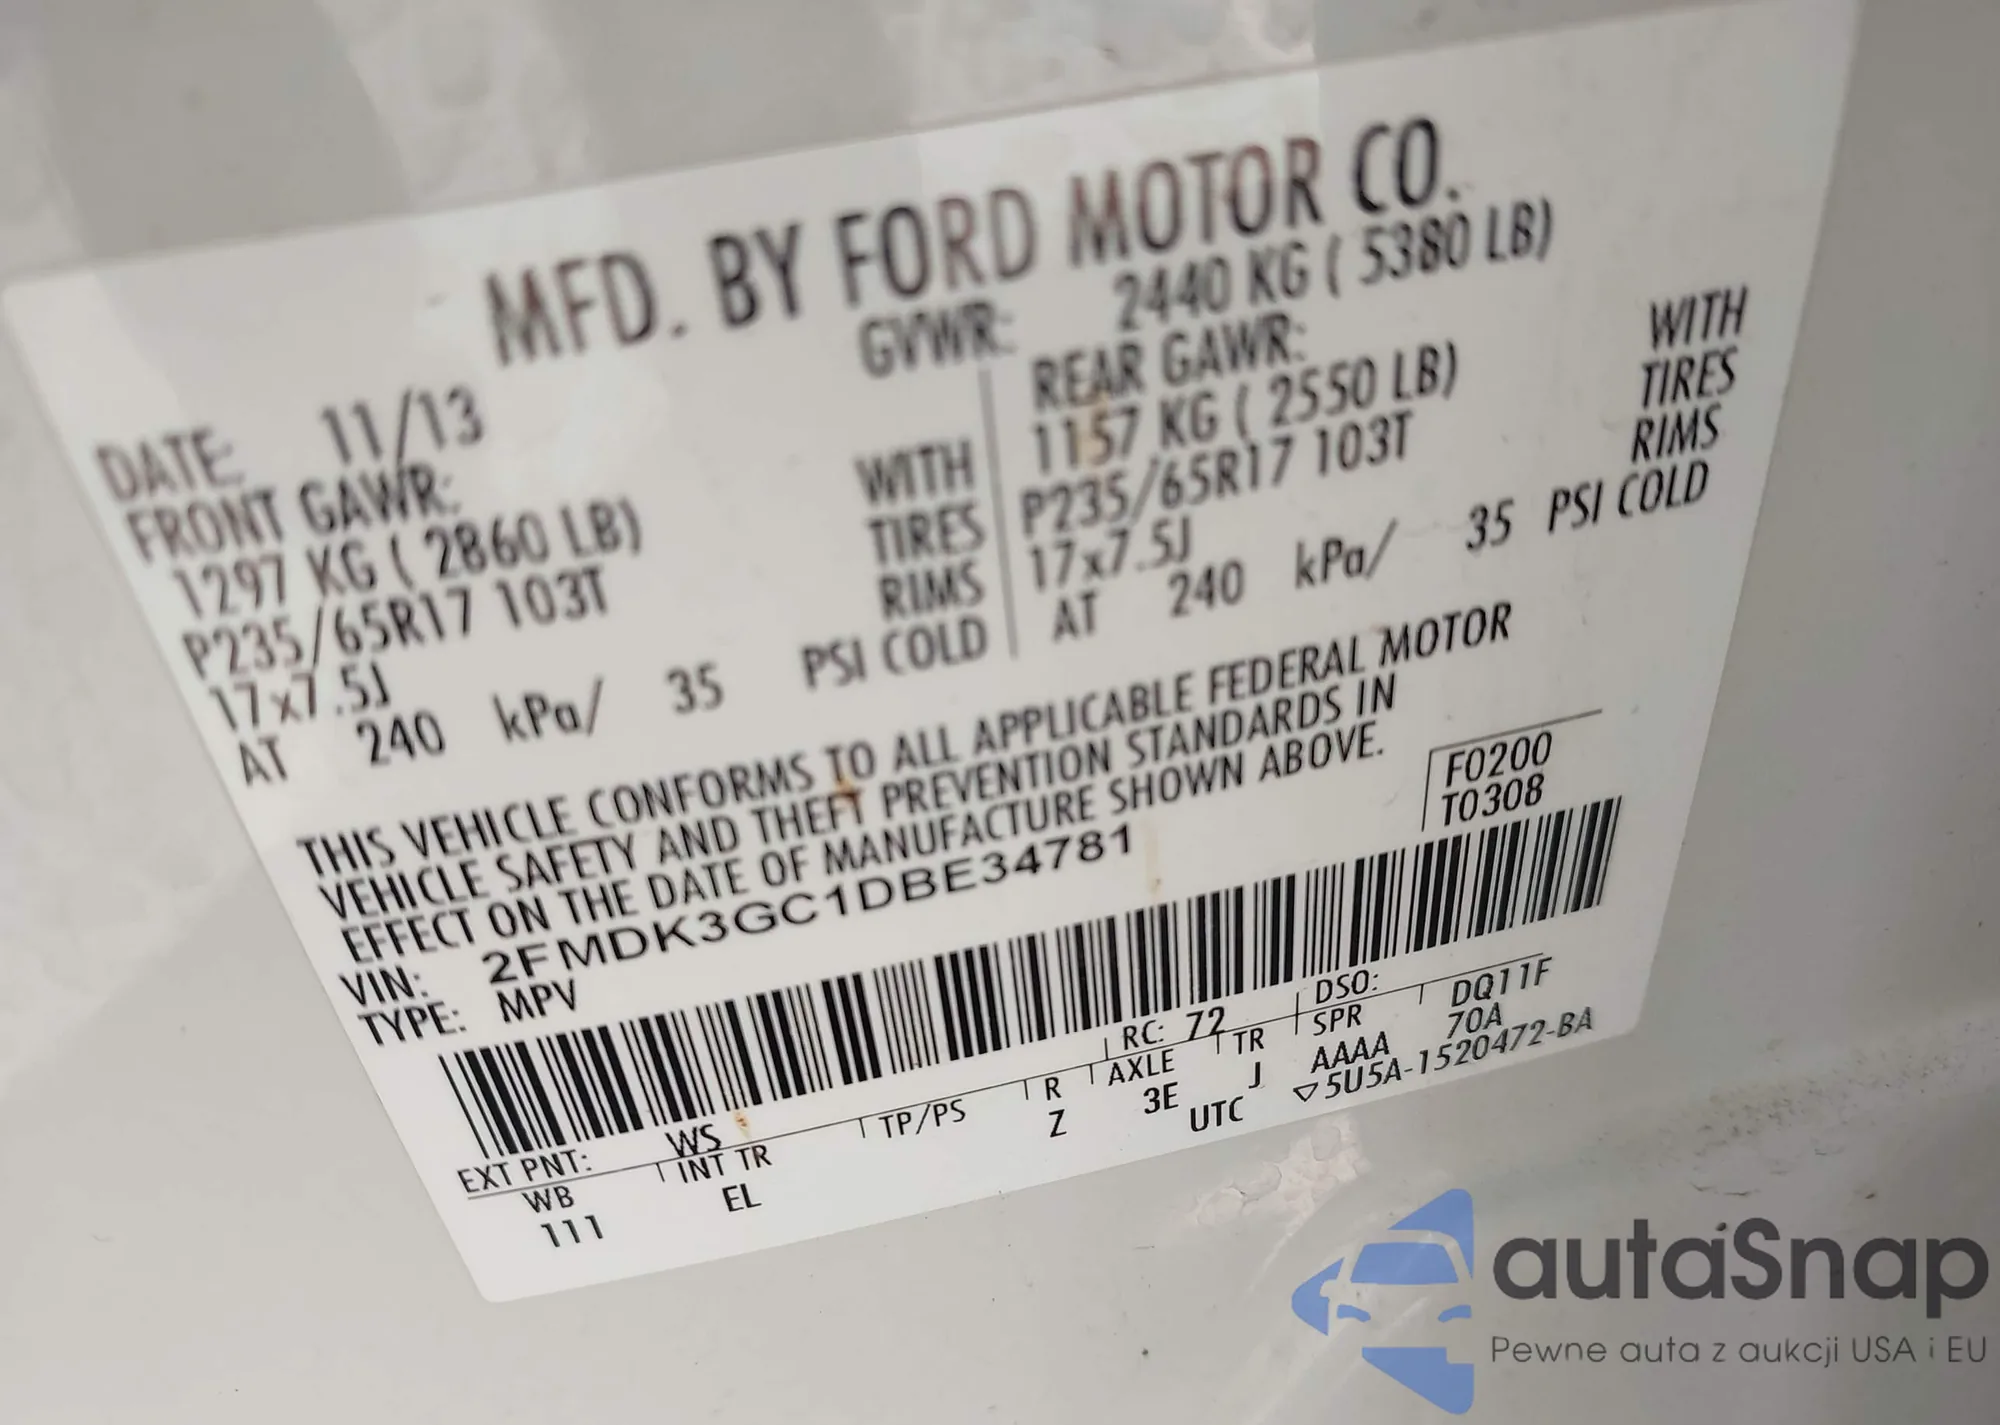 MFD. BY FORD MOTOR CO.
DATE: 11/13 GVWR: 2440 KG ( 5380 LB)
FRONT GAWR: REAR GAWR:
1297 KG ( 2860 LB) WITH 1157 KG ( 2550 LB) WITH
P235/65R17 103T TIRES P235/65R17 103T TIRES
17x7.5J RIMS 17x7.5J RIMS
AT 240 kPa/ 35 PSI COLD AT 240 kPa/ 35 PSI COLD
THIS VEHICLE CONFORMS TO ALL APPLICABLE FEDERAL MOTOR
VEHICLE SAFETY AND THEFT PREVENTION STANDARDS IN
EFFECT ON THE DATE OF MANUFACTURE SHOWN ABOVE.
VIN: 2FMDK3GC1DBE34781
TYPE: MPV
F0200
T0308
EXT PNT: WS RC: 72 DSO: DQ11F
WB INT TR TP/PS R AXLE TR SPR 70A
111 EL Z 3E J AAAA
UTC ▽5U5A-1520472-BA
autaSnap
Pewne auta z aukcji USA i EU